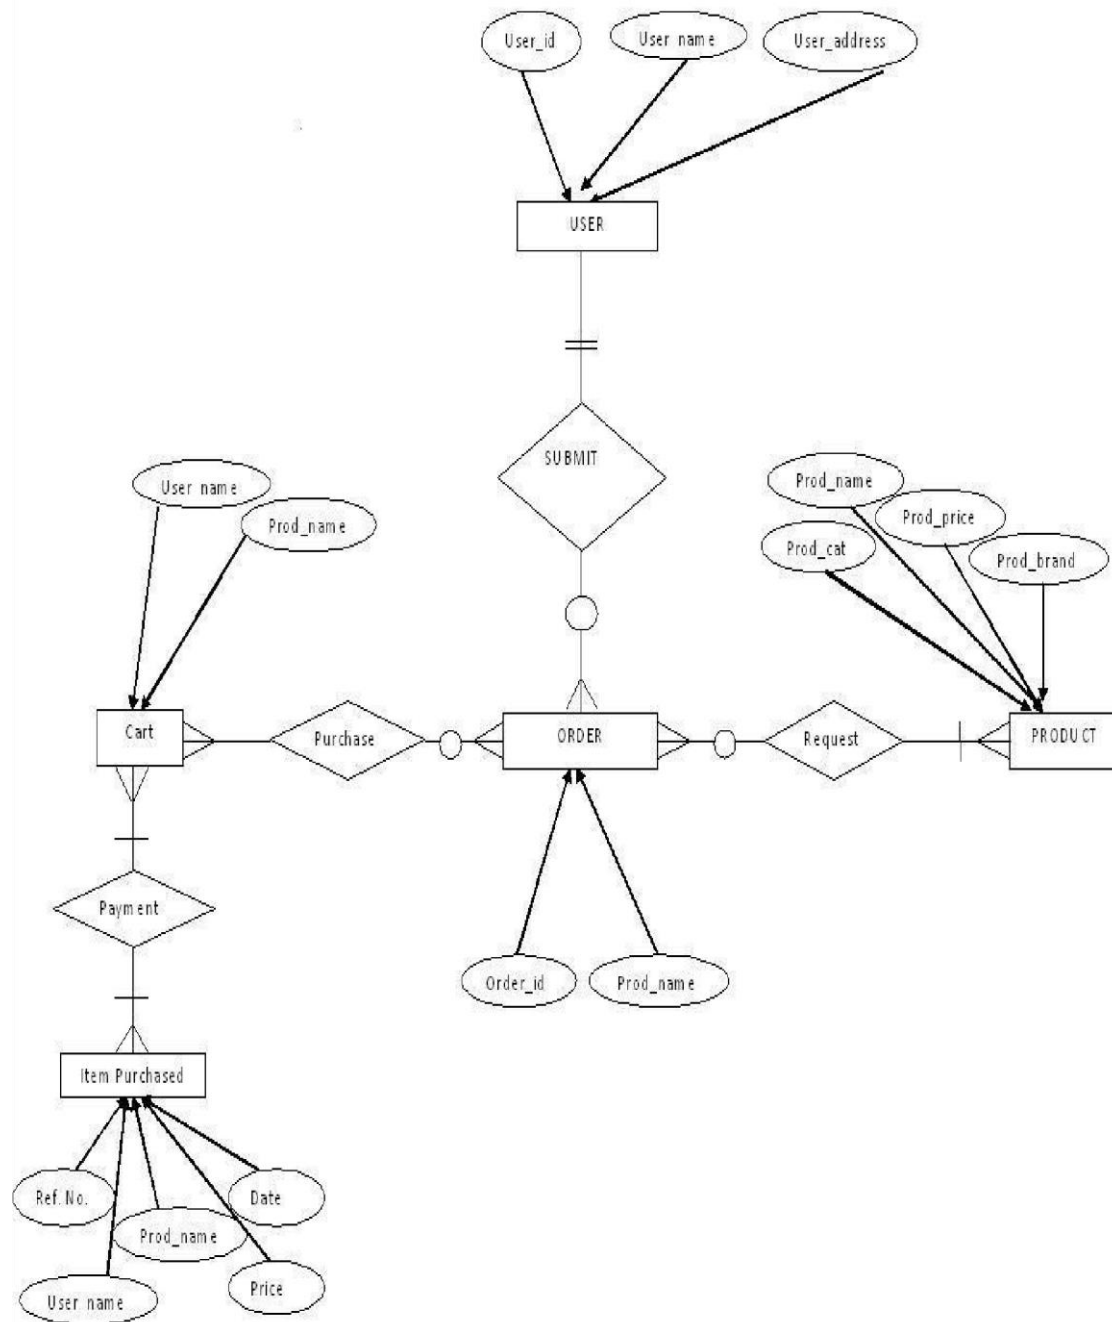 User_id
User name
User_address
USER
SUBMIT
User name
Prod_name
Prod_name
Prod_price
Prod_cat
Prod_brand
Cart
Purchase
ORDER
Request
PRODUCT
Payment
Order_id
Prod_name
Item Purchased
Ref. No.
Date
Prod_name
User name
Price